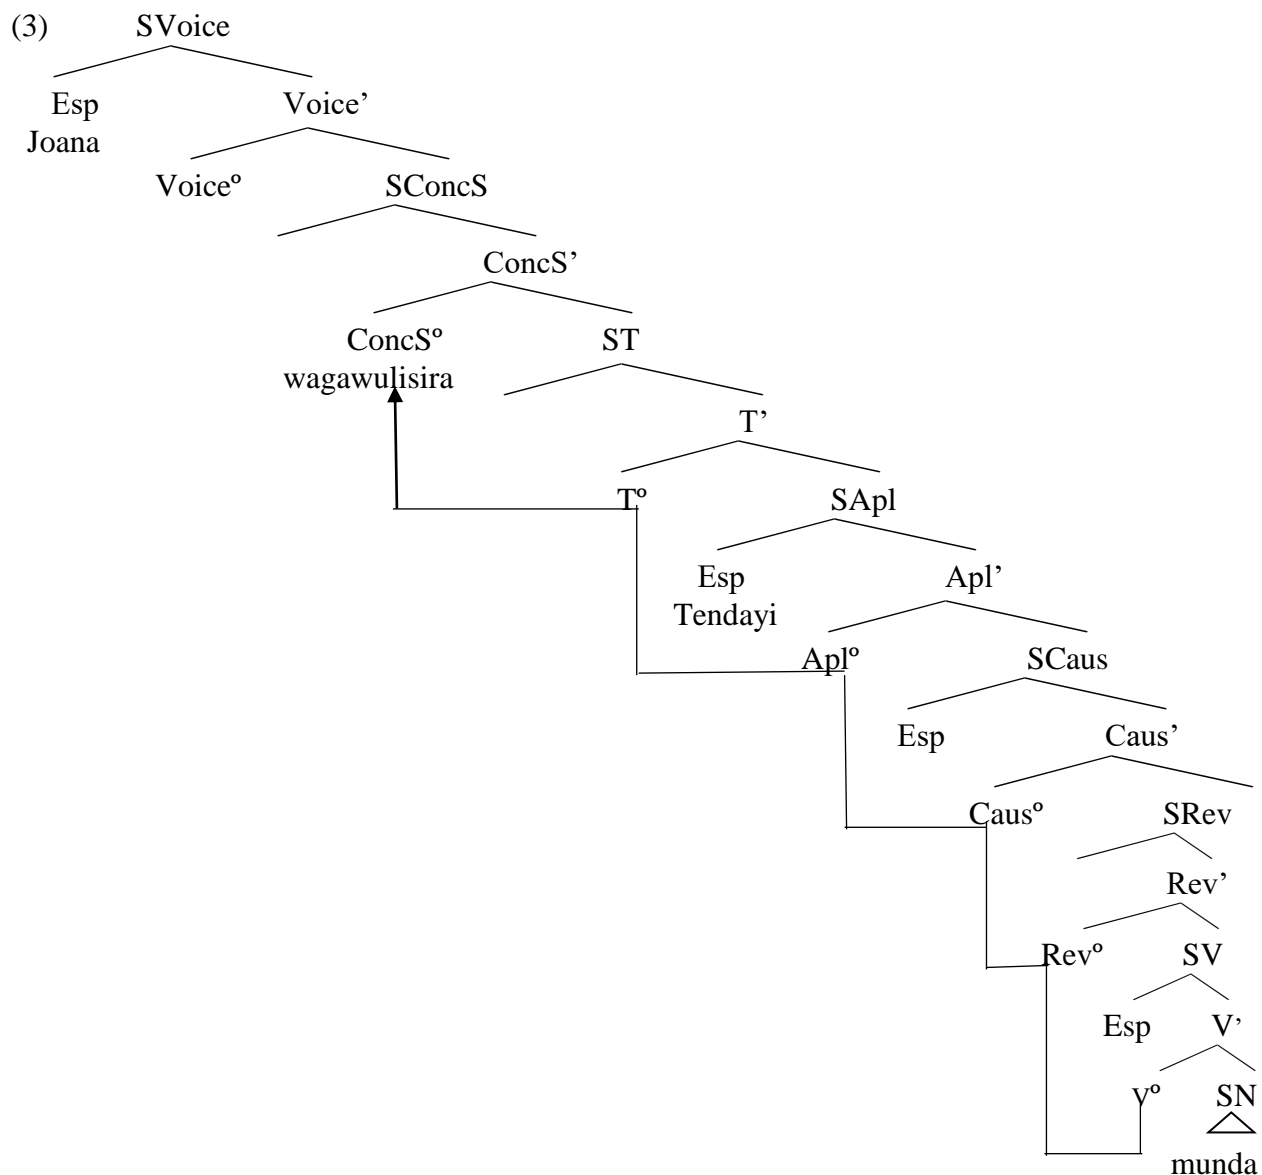 (3) SVoice
Esp Voice’
Joana
Voiceº SConcS
ConcS’
ConcSº ST
wagawulisira
T’
Tº SApl
Esp Apl’
Tendayi
Aplº SCaus
Esp Caus’
Causº SRev
Rev’
Revº SV
Esp V’
Vº SN
munda